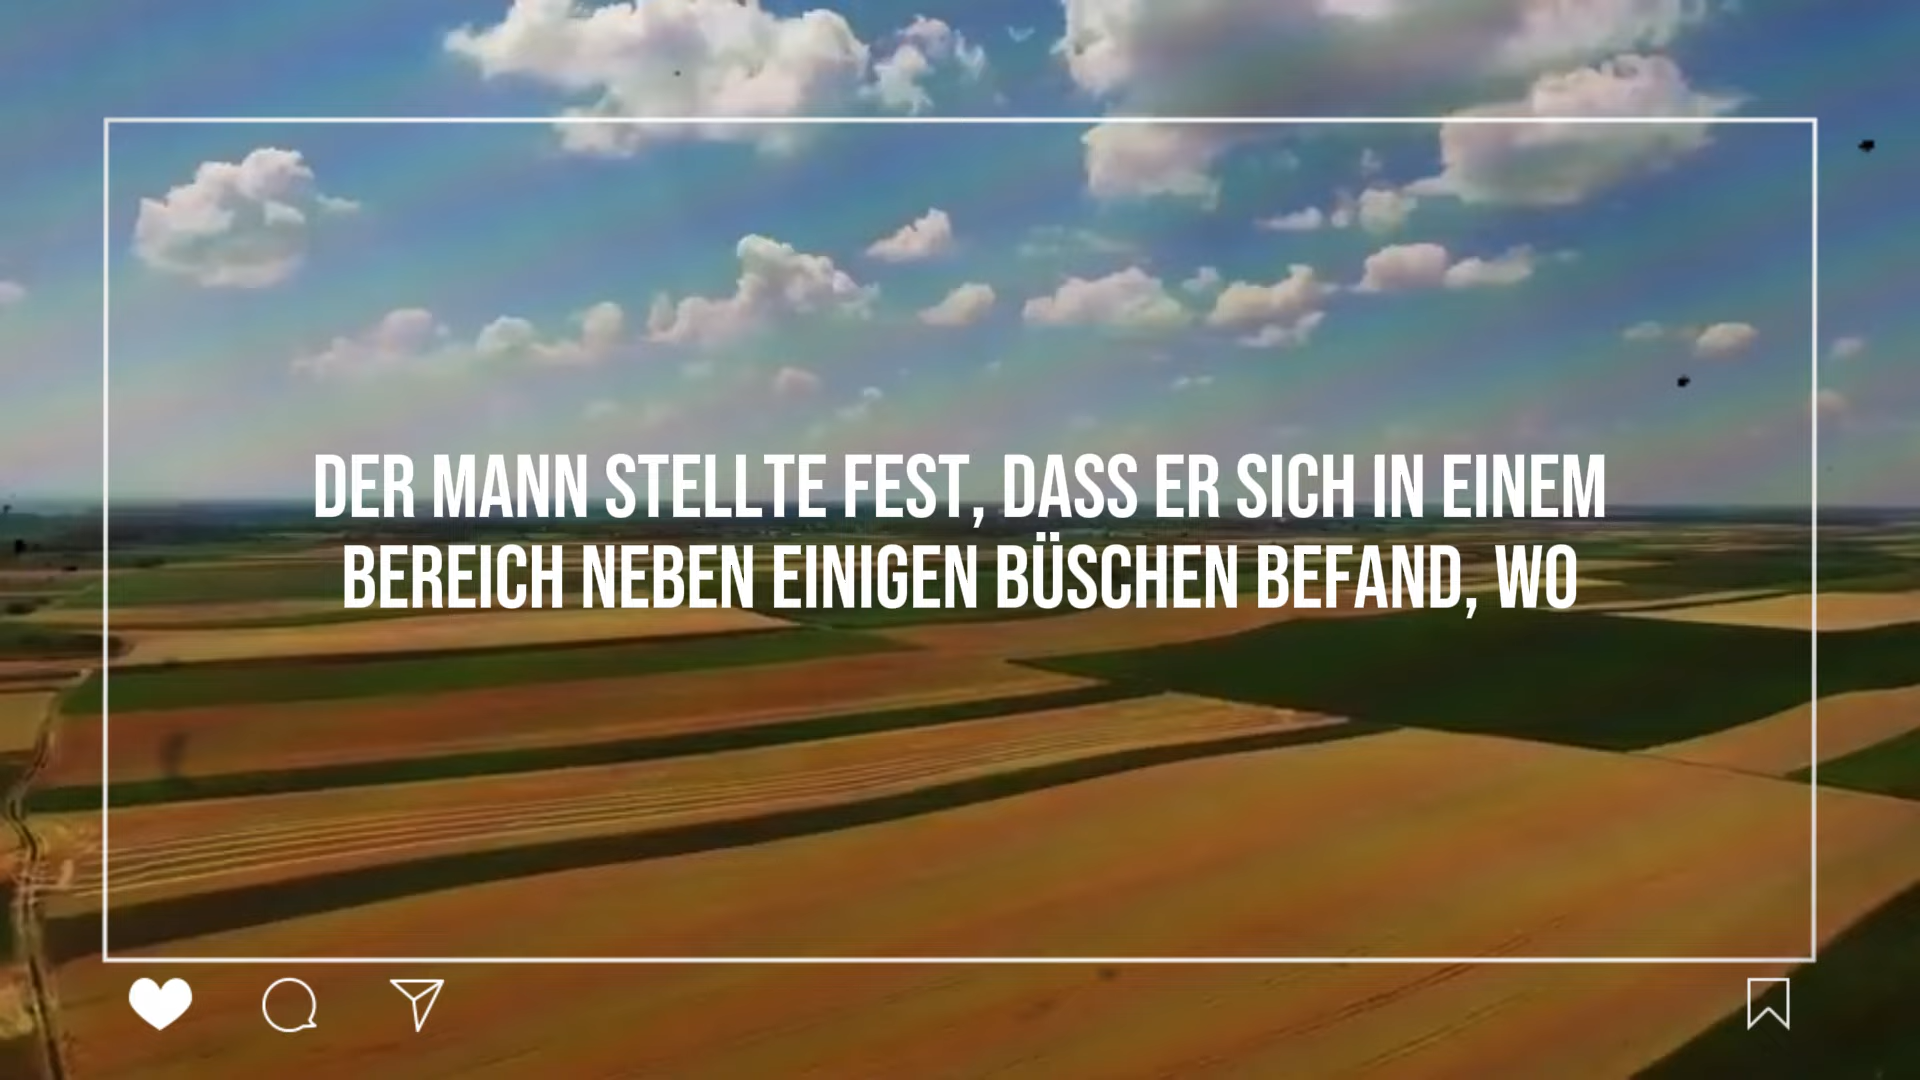 DER MANN STELLTE FEST, DASS ER SICH IN EINEM
BEREICH NEBEN EINIGEN BÜSCHEN BEFAND, WO